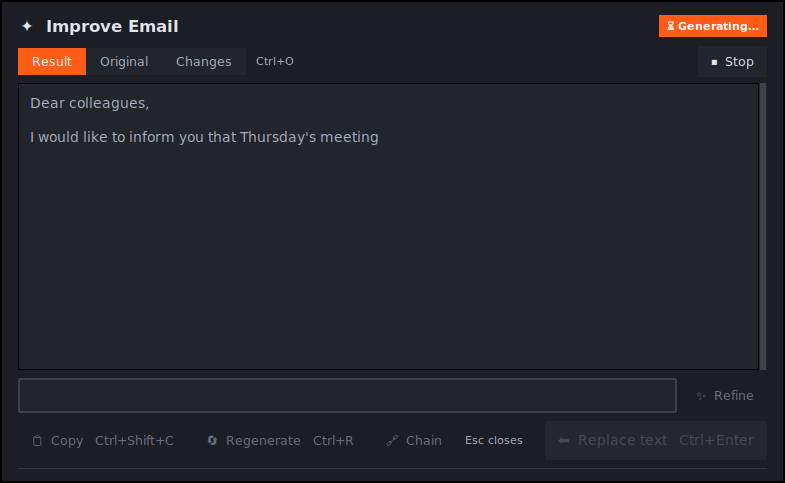 ✦ Improve Email
⌛ Generating...
Result Original Changes Ctrl+O
■ Stop
Dear colleagues,
I would like to inform you that Thursday's meeting
✨ Refine
📋 Copy Ctrl+Shift+C
🔄 Regenerate Ctrl+R
🔗 Chain
Esc closes
⬅ Replace text Ctrl+Enter